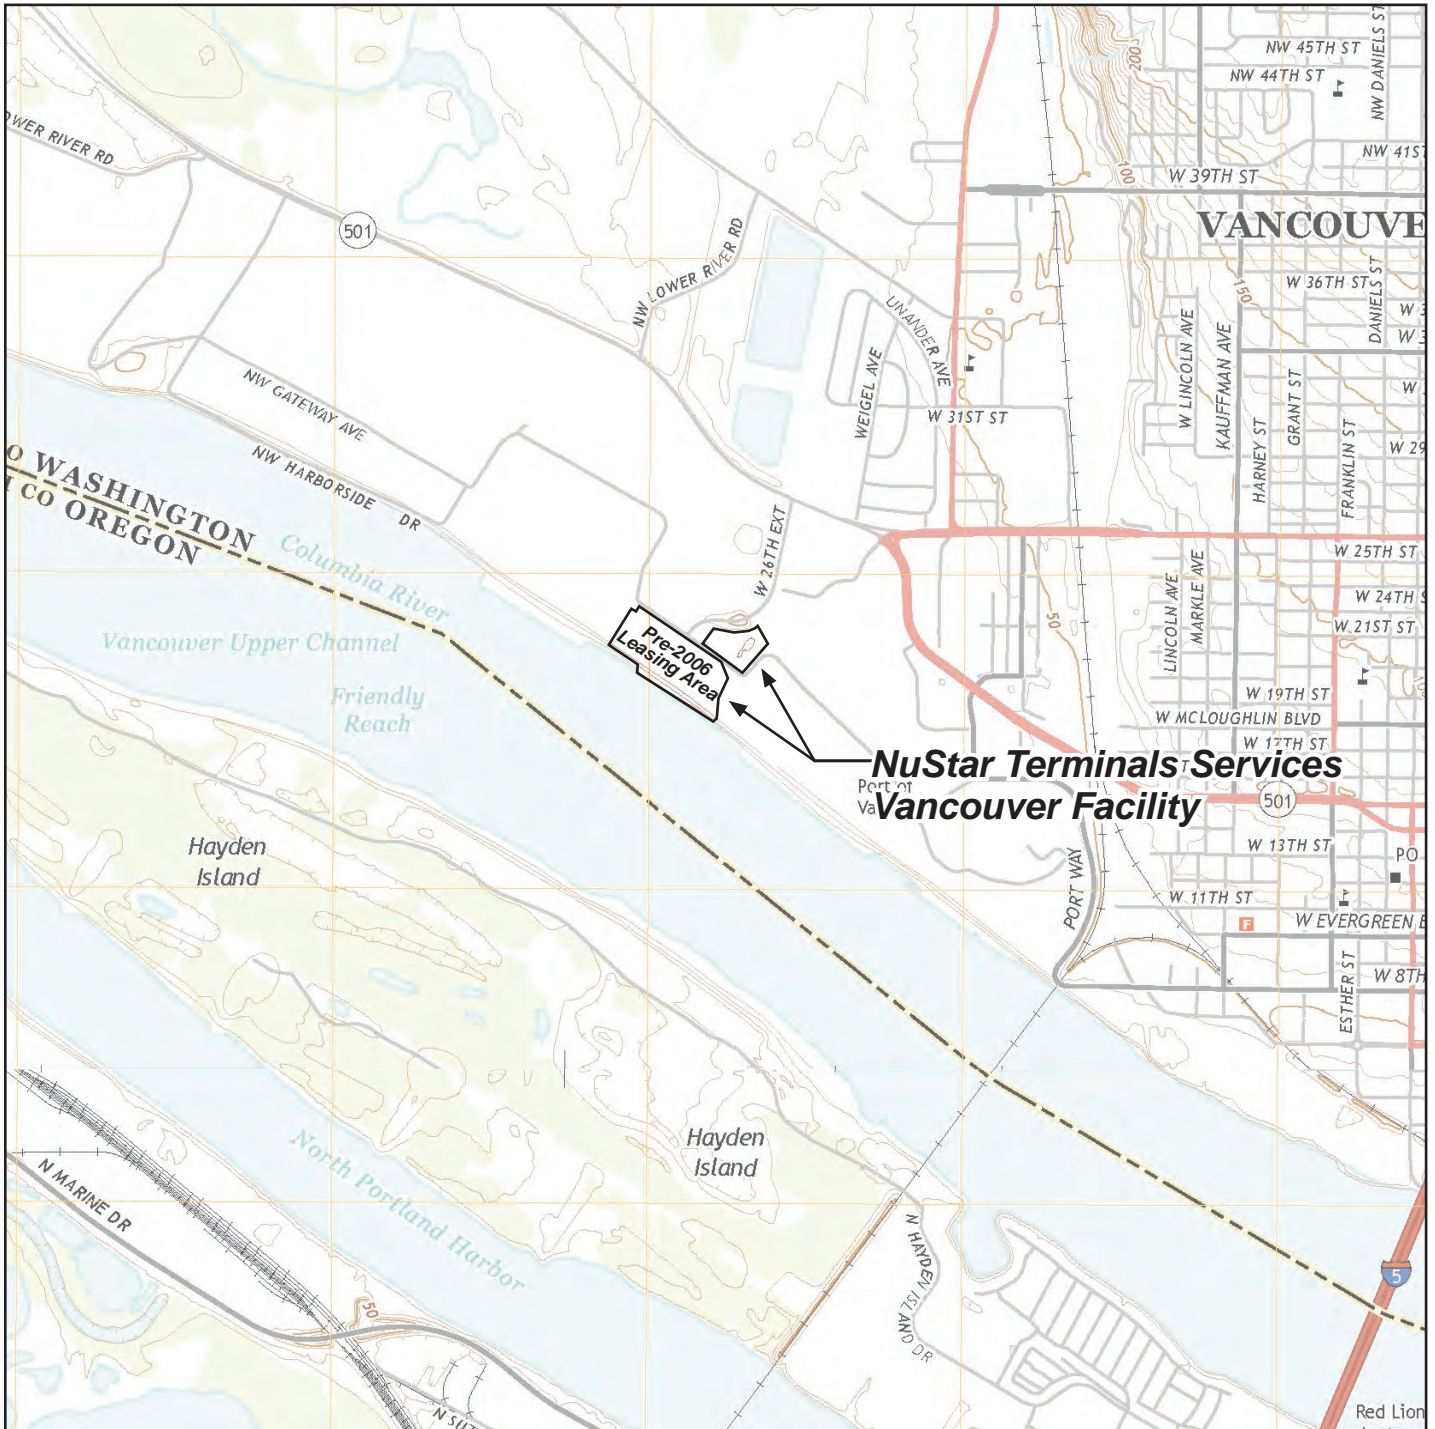 NW 45TH ST
NW 44TH ST
NW DANIELS ST
200
OWER RIVER RD
NW 41ST
100
W 39TH ST
501
VANCOUVE
NW LOWER RIVER RD
150
W 36TH ST
DANIELS ST
UNANDER AVE
W LINCOLN AVE
KAUFFMAN AVE
WEIGEL AVE
NW GATEWAY AVE
W 31ST ST
GRANT ST
HARNEY ST
FRANKLIN ST
W 29
O WASHINGTON
CO OREGON
NW HARBORSIDE DR
W 26TH EXT
Columbia River
W 25TH ST
LINCOLN AVE
MARKLE AVE
W 24TH S
50
W 21ST ST
Vancouver Upper Channel
Pre-2006
Leasing Area
Friendly
Reach
W 19TH ST
W MCLOUGHLIN BLVD
W 17TH ST
NuStar Terminals Services
Vancouver Facility
Port of
Va
501
Hayden
Island
W 13TH ST
PO
PORT WAY
W 11TH ST
F
W EVERGREEN B
ESTHER ST
W 8TH
Hayden
Island
North Portland Harbor
N MARINE DR
N HAYDEN ISLAND DR
5
50
N SUT
Red Lion